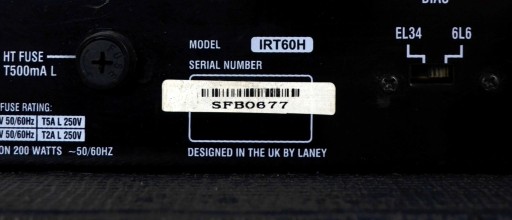 BIAS
EL34 6L6
HT FUSE
T500mA L
MODEL IRT60H
SERIAL NUMBER
SFB0677
FUSE RATING:
V 50/60Hz T5A L 250V
V 50/60Hz T2A L 250V
ON 200 WATTS ~50/60HZ
DESIGNED IN THE UK BY LANEY